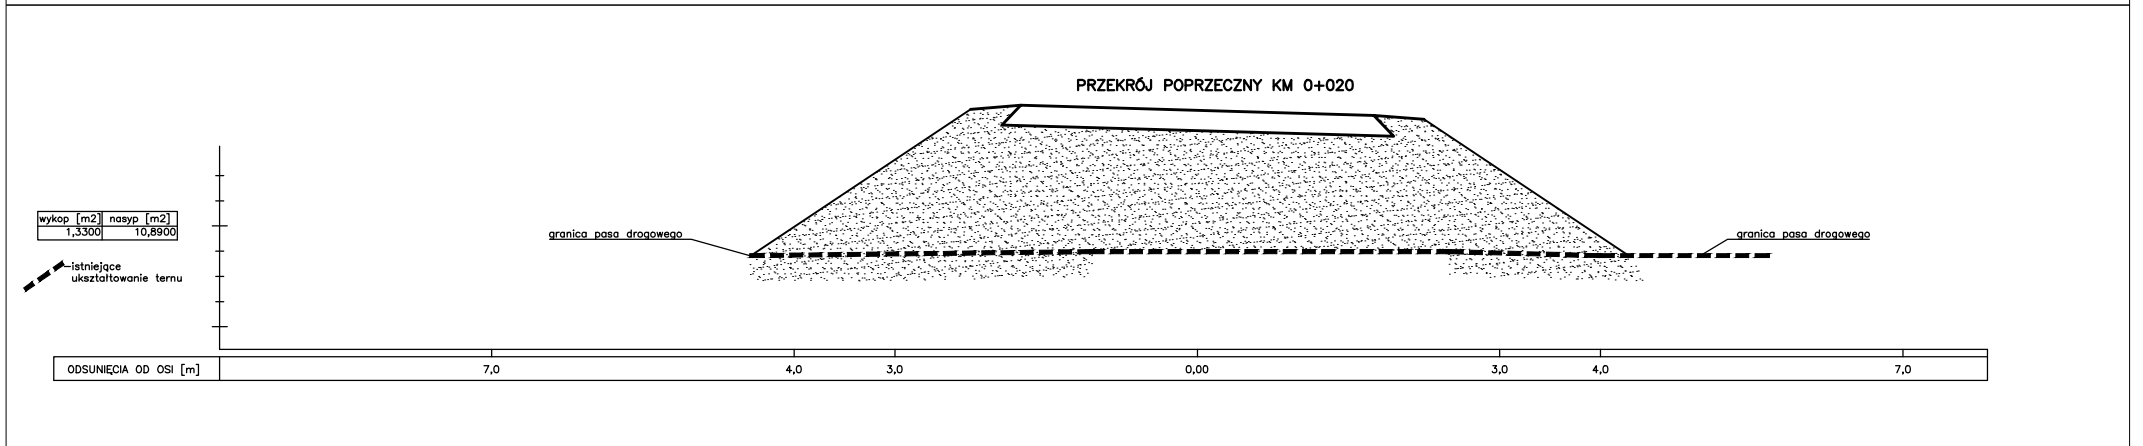 PRZEKRÓJ POPRZECZNY KM 0+020
wykop [m2] nasyp [m2]
1,3300 10,8900
granica pasa drogowego
granica pasa drogowego
istniejące
ukształtowanie ternu
ODSUNIĘCIA OD OSI [m] 7,0 4,0 3,0 0,00 3,0 4,0 7,0